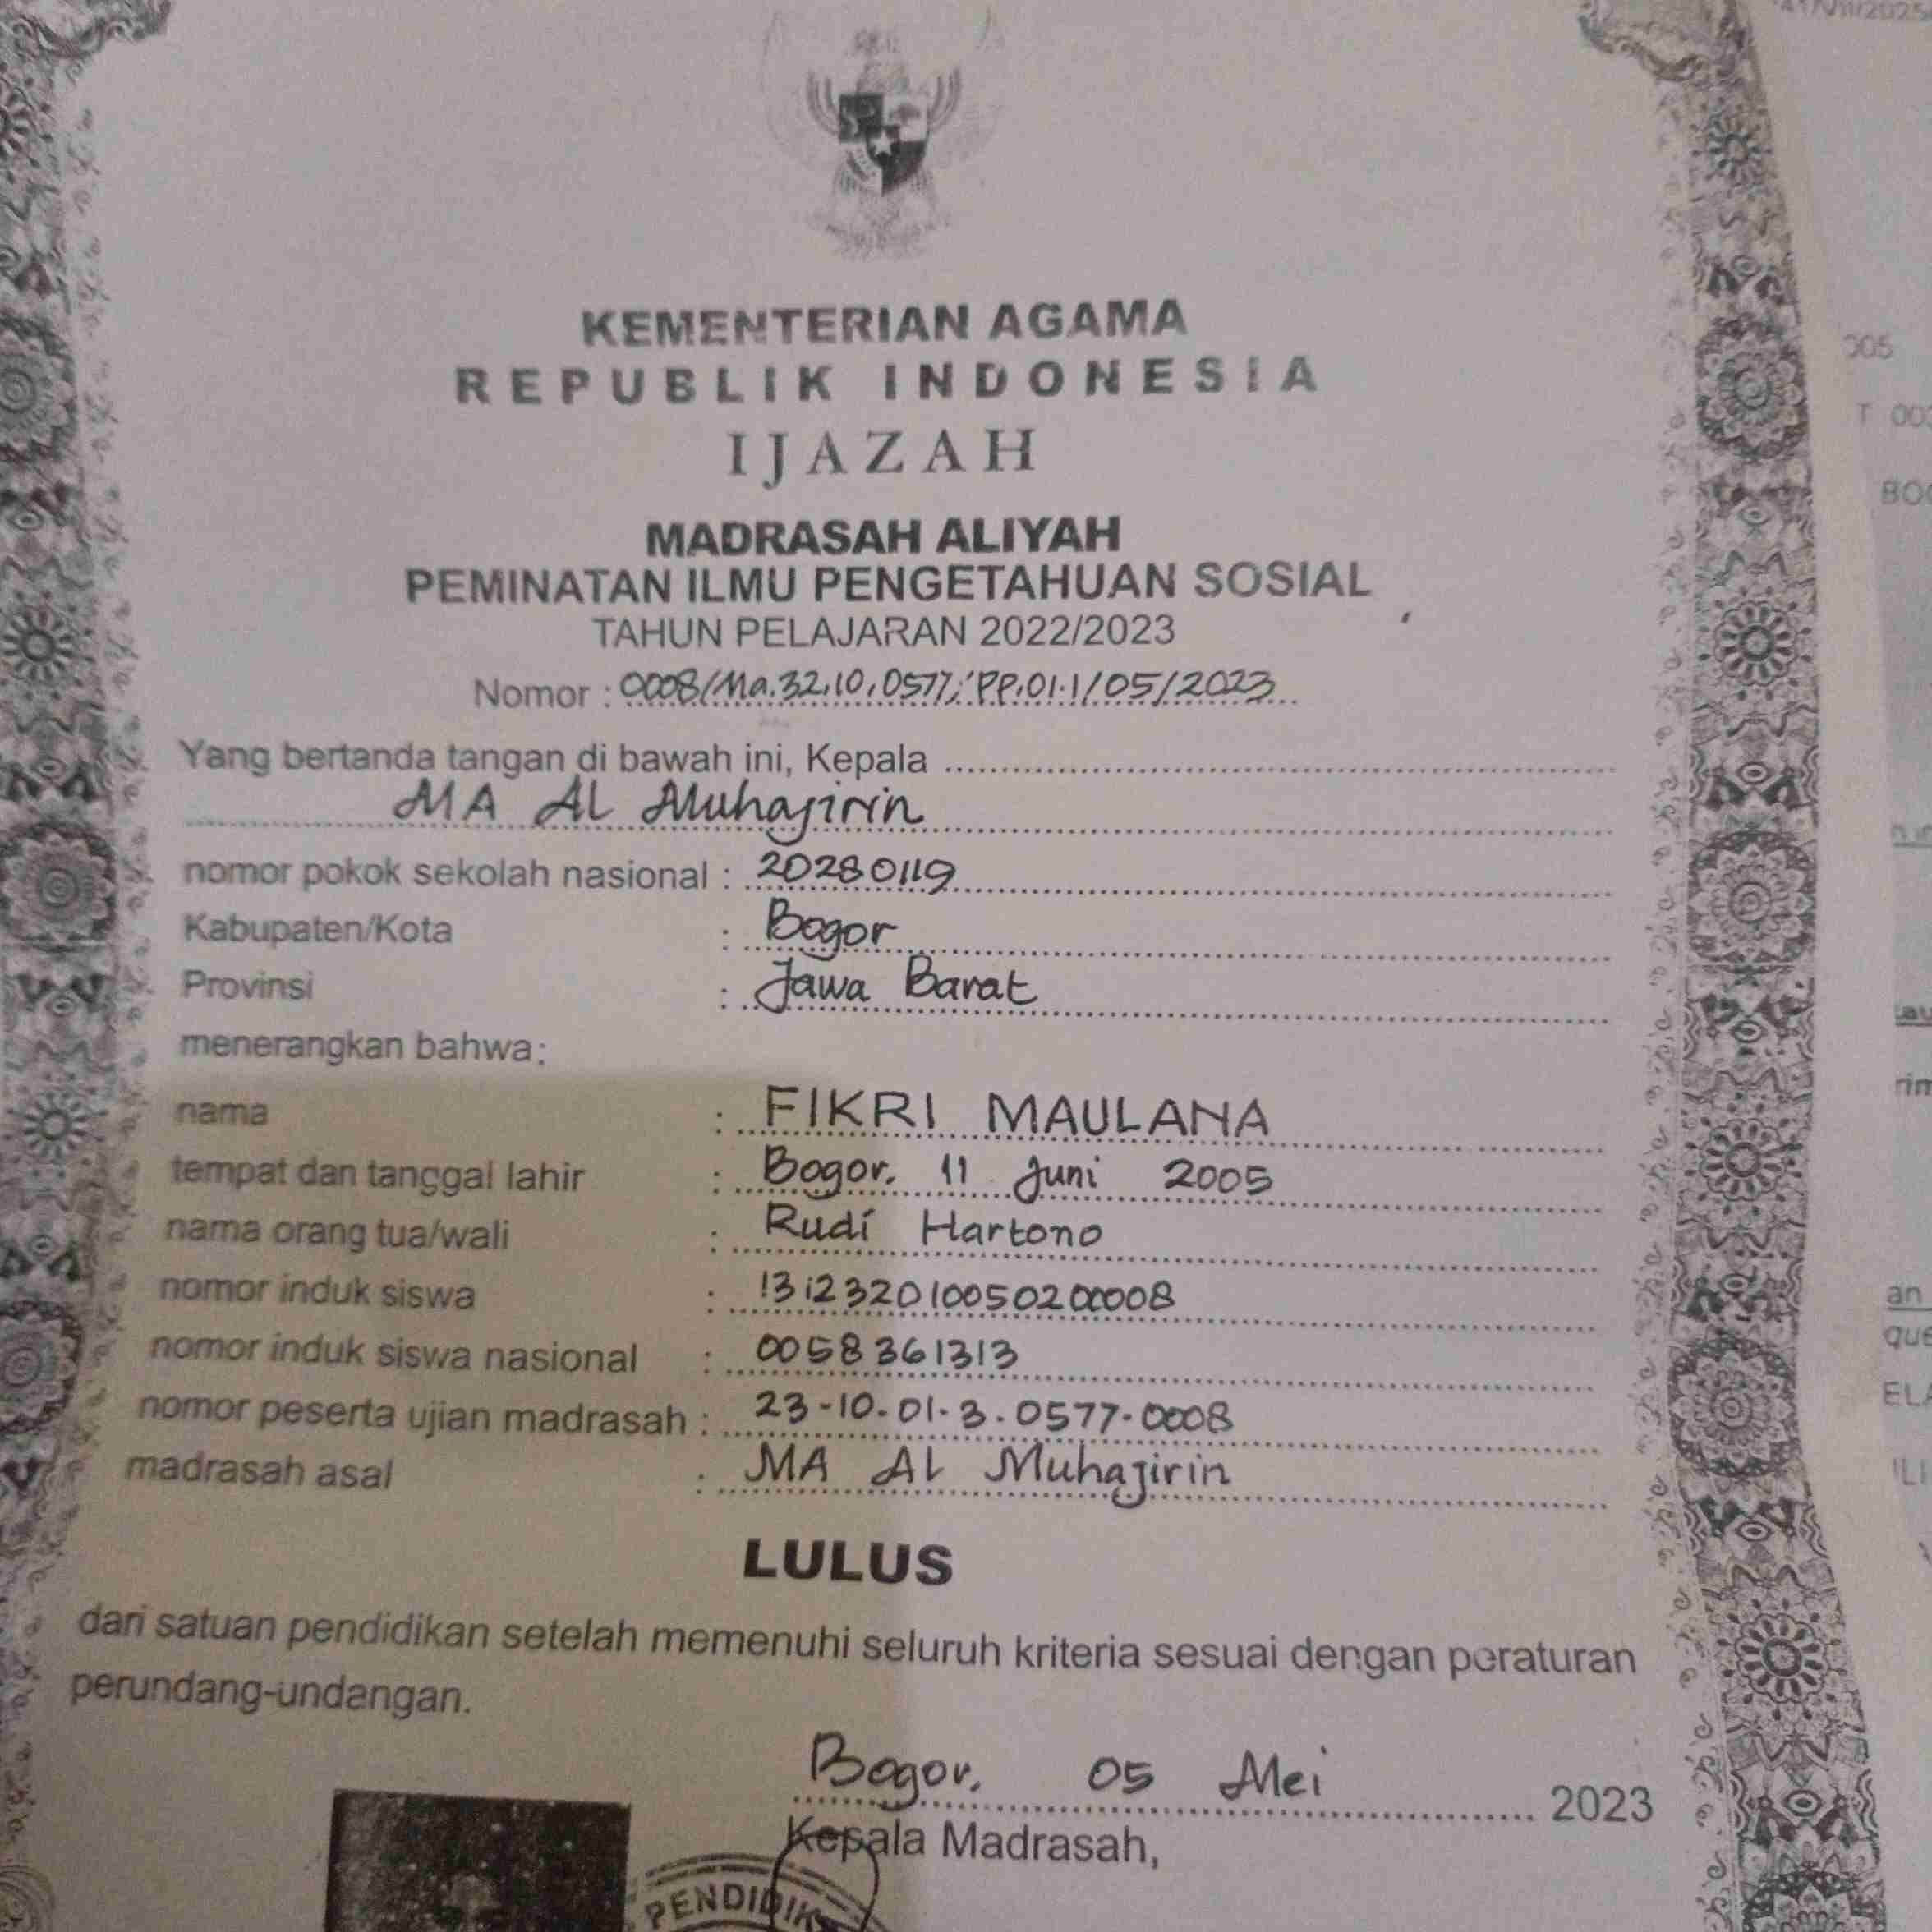 KEMENTERIAN AGAMA
REPUBLIK INDONESIA
IJAZAH
MADRASAH ALIYAH
PEMINATAN ILMU PENGETAHUAN SOSIAL
TAHUN PELAJARAN 2022/2023
Nomor : 0008/Ma.32.10.0577/PP.01.1/05/2023
Yang bertanda tangan di bawah ini, Kepala
MA AL Muhajirin
nomor pokok sekolah nasional : 20280119
Kabupaten/Kota : Bogor
Provinsi : Jawa Barat
menerangkan bahwa:
nama : FIKRI MAULANA
tempat dan tanggal lahir : Bogor, 11 Juni 2005
nama orang tua/wali : Rudi Hartono
nomor induk siswa : 131232010050200008
nomor induk siswa nasional : 0058361313
nomor peserta ujian madrasah : 23-10-01-3-0577-0008
madrasah asal : MA AL Muhajirin
LULUS
dari satuan pendidikan setelah memenuhi seluruh kriteria sesuai dengan peraturan
perundang-undangan.
Bogor, 05 Mei 2023
Kepala Madrasah,
PENDIDIK